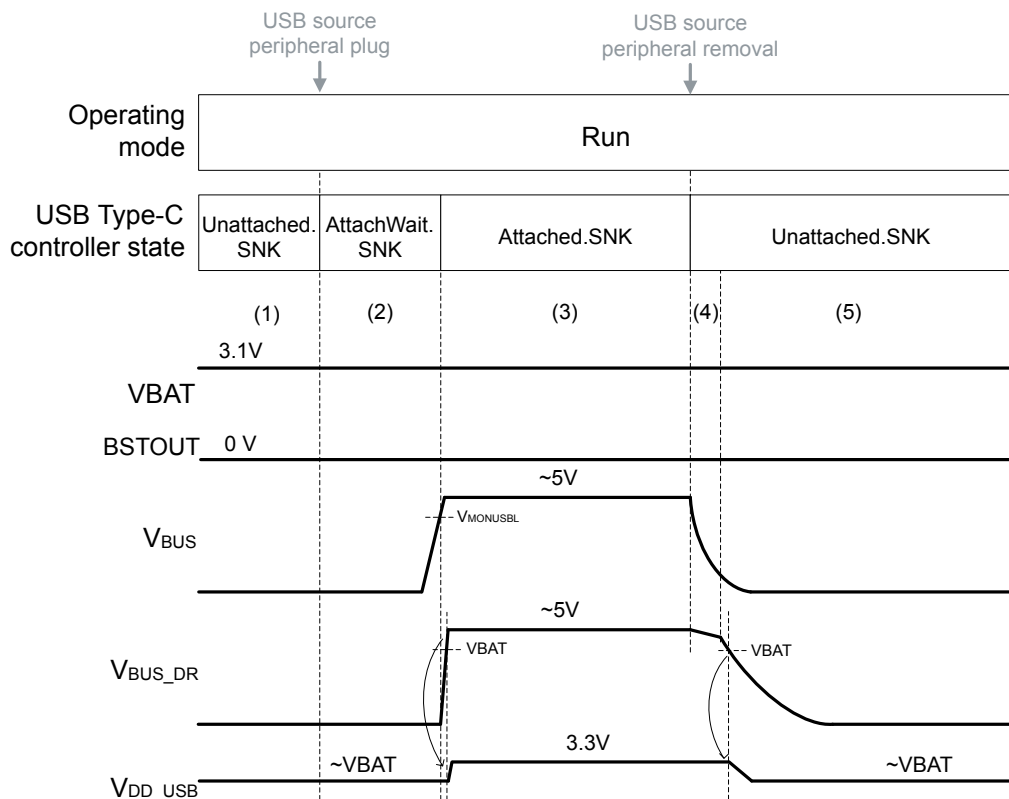 USB source
peripheral plug
USB source
peripheral removal
Operating
mode
Run
USB Type-C
controller state
Unattached.
SNK
AttachWait.
SNK
Attached.SNK
Unattached.SNK
(1)
(2)
(3)
(4)
(5)
3.1V
VBAT
BSTOUT
0 V
~5V
VMONUSBL
VBUS
~5V
VBAT
VBAT
VBUS_DR
3.3V
~VBAT
~VBAT
VDD_USB